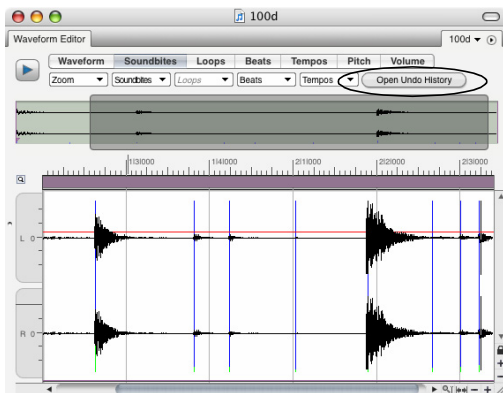 100d
Waveform Editor 100d
Waveform Soundbites Loops Beats Tempos Pitch Volume
Zoom Soundbites Loops Beats Tempos Open Undo History
1|3|000 1|4|000 2|1|000 2|2|000 2|3|000
L 0
R 0